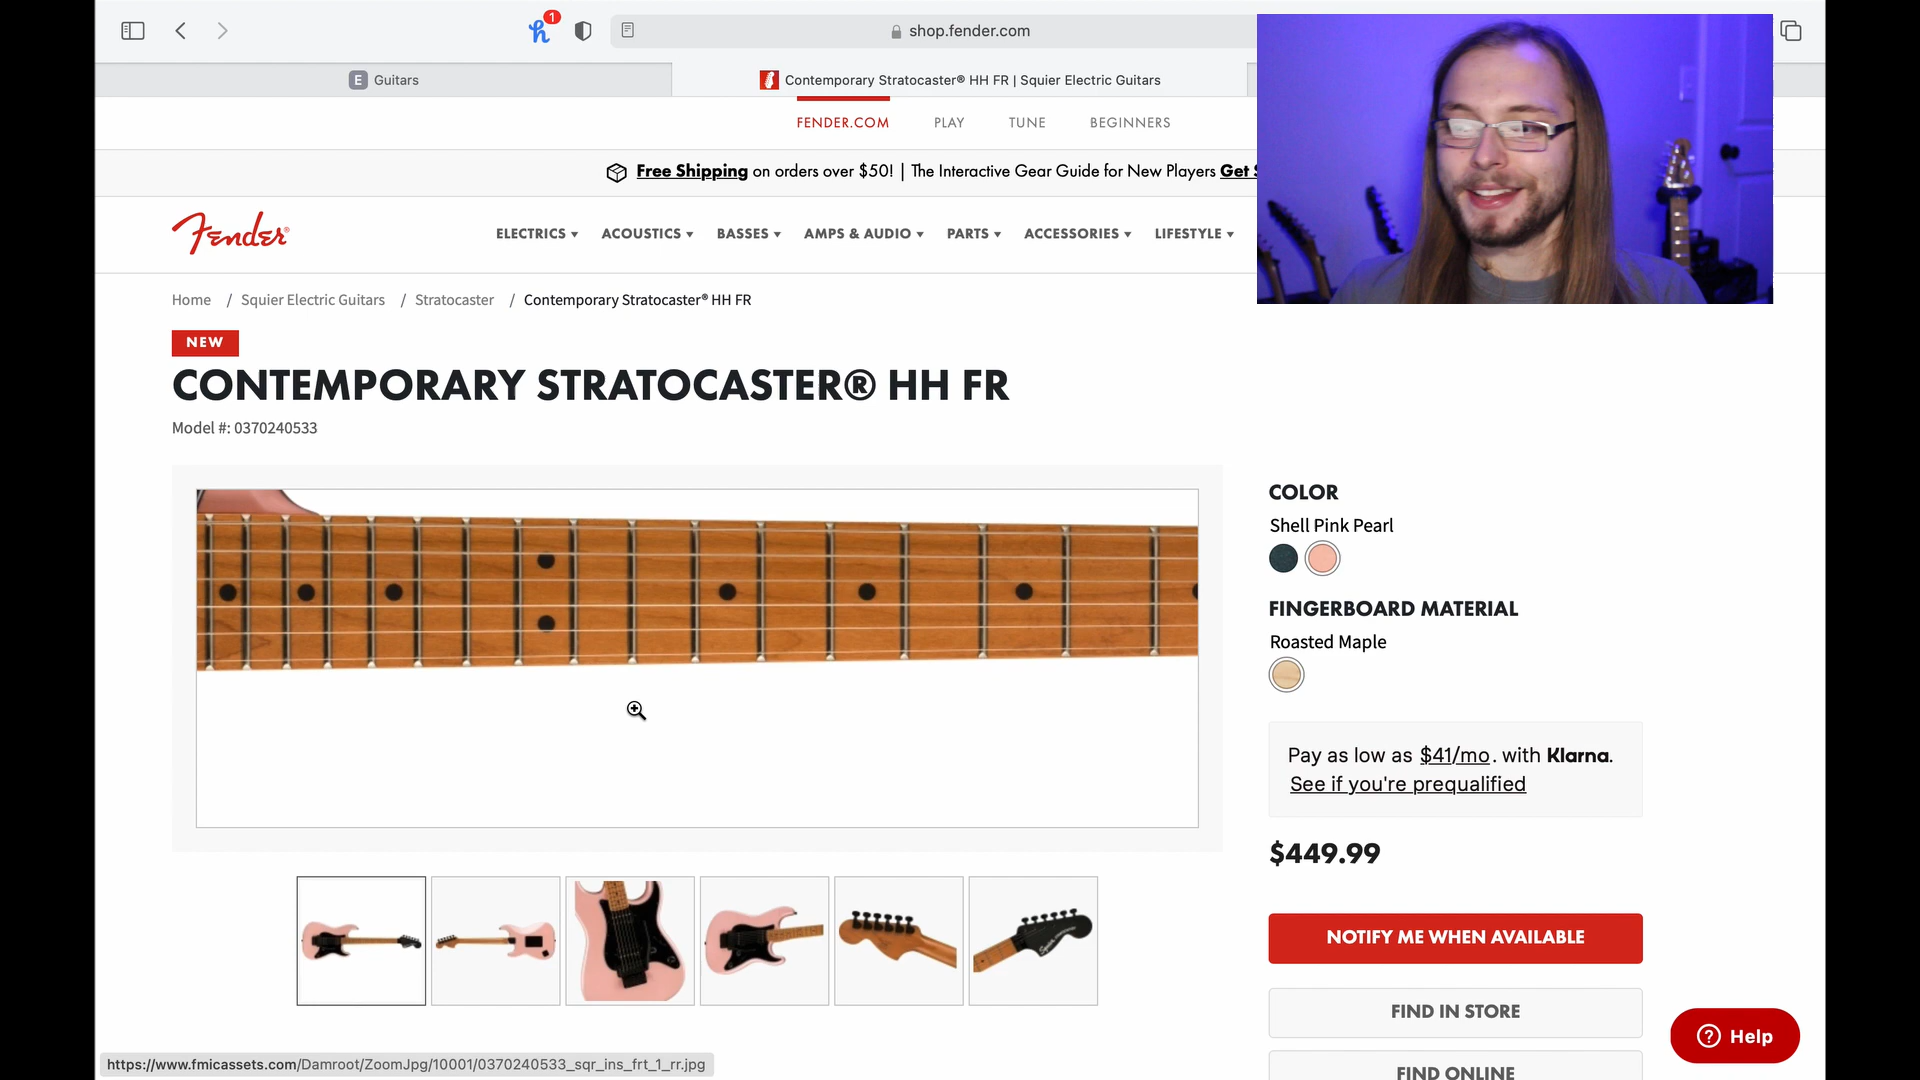 1
shop.fender.com
E Guitars
Contemporary Stratocaster® HH FR | Squier Electric Guitars
FENDER.COM PLAY TUNE BEGINNERS
Free Shipping on orders over $50! | The Interactive Gear Guide for New Players Get
Fender®
ELECTRICS ACOUSTICS BASSES AMPS & AUDIO PARTS ACCESSORIES LIFESTYLE
Home / Squier Electric Guitars / Stratocaster / Contemporary Stratocaster® HH FR
NEW
CONTEMPORARY STRATOCASTER® HH FR
Model #: 0370240533
COLOR
Shell Pink Pearl
FINGERBOARD MATERIAL
Roasted Maple
Pay as low as $41/mo. with Klarna.
See if you're prequalified
$449.99
NOTIFY ME WHEN AVAILABLE
FIND IN STORE
FIND ONLINE
Help
Squier
https://www.fmicassets.com/Damroot/ZoomJpg/10001/0370240533_sqr_ins_frt_1_rr.jpg